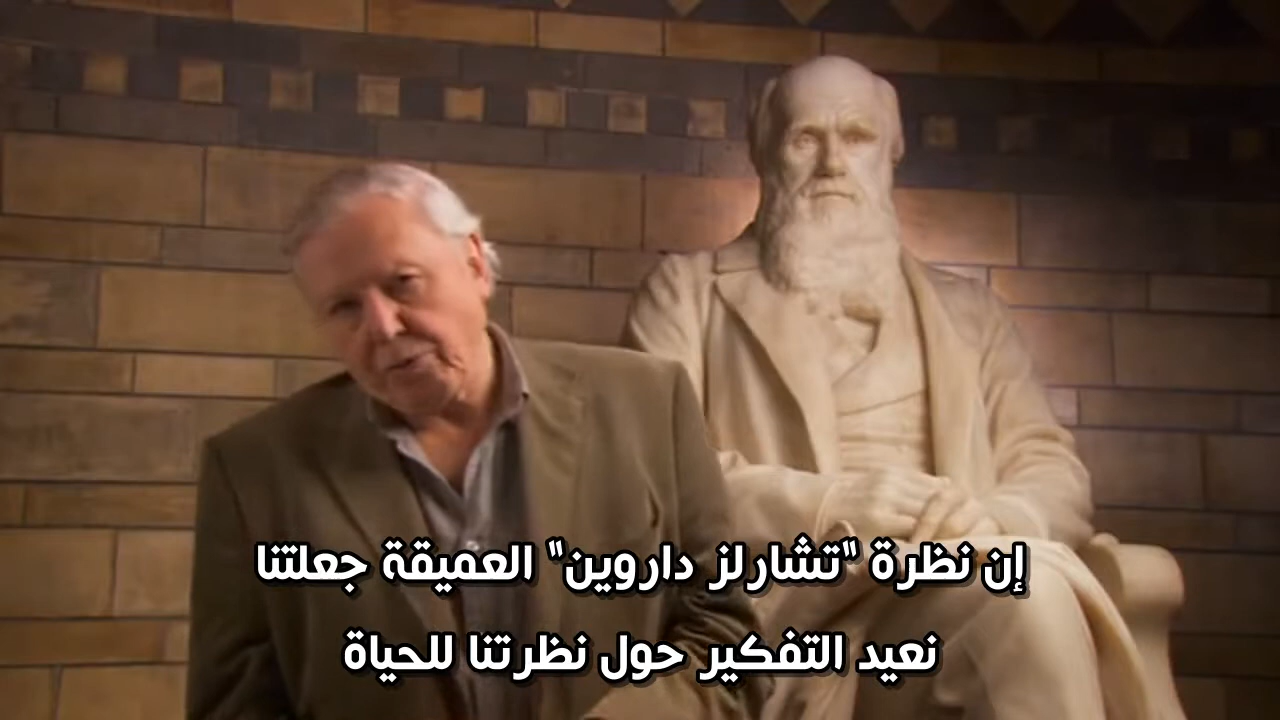 إن نظرة "تشارلز داروين" العميقة جعلتنا
نعيد التفكير حول نظرتنا للحياة